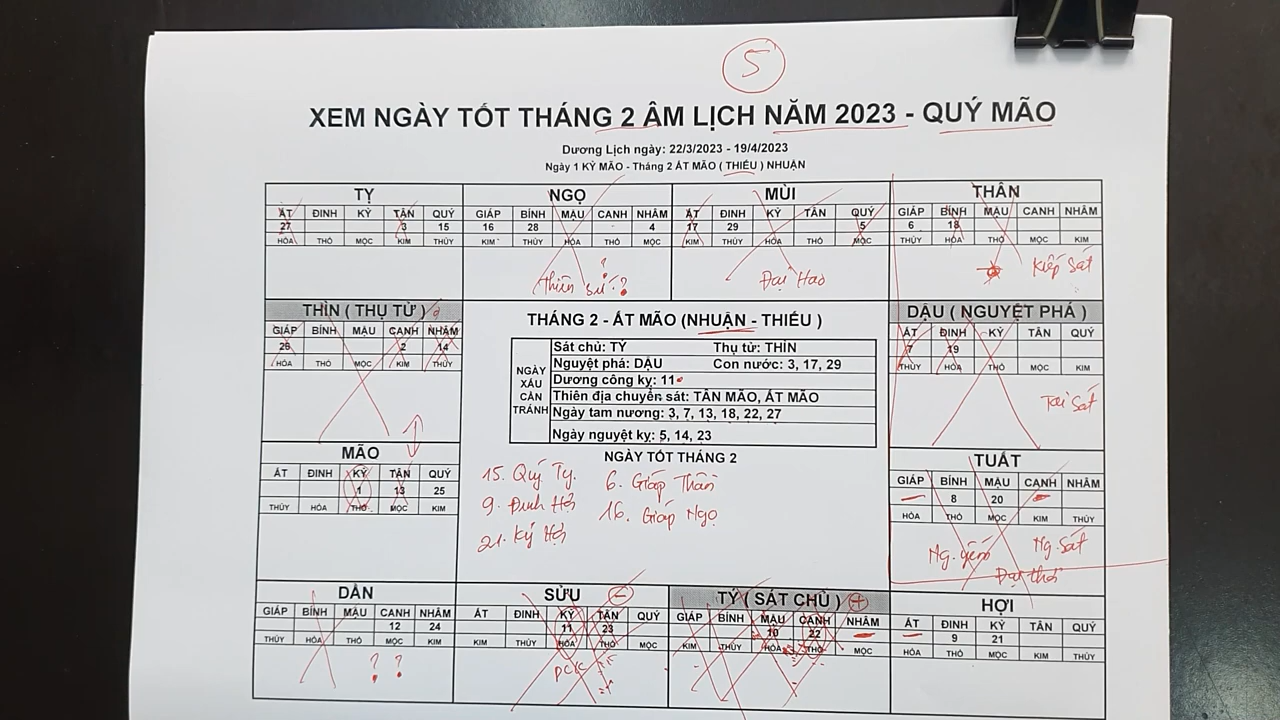 5
XEM NGÀY TỐT THÁNG 2 ÂM LỊCH NĂM 2023 - QUÝ MÃO
Dương Lịch ngày: 22/3/2023 - 19/4/2023
Ngày 1 KỶ MÃO - Tháng 2 ẤT MÃO ( THIẾU ) NHUẬN
TỴ NGỌ MÙI THÂN
ẤT ĐINH KỶ TÂN QUÝ GIÁP BÍNH MẬU CANH NHÂM ẤT ĐINH KỶ TÂN QUÝ GIÁP BÍNH MẬU CANH NHÂM
27 3 15 16 28 4 17 29 5 6 18
HỎA THỔ MỘC KIM THỦY KIM THỦY HỎA THỔ MỘC KIM THỦY HỎA THỔ MỘC THỦY HỎA THỔ MỘC KIM
Thiên sứ ? ? Đại Hao Kiếp Sát
THÌN ( THỤ TỬ )
GIÁP BÍNH MẬU CANH NHÂM
26 2 14
HỎA THỔ MỘC KIM THỦY
THÁNG 2 - ẤT MÃO (NHUẬN - THIẾU )
NGÀY XẤU CẦN TRÁNH
Sát chủ: TÝ Thụ tử: THÌN
Nguyệt phá: DẬU Con nước: 3, 17, 29
Dương công kỵ: 11
Thiên địa chuyển sát: TÂN MÃO, ẤT MÃO
Ngày tam nương: 3, 7, 13, 18, 22, 27
Ngày nguyệt kỵ: 5, 14, 23
DẬU ( NGUYỆT PHÁ )
ẤT ĐINH KỶ TÂN QUÝ
7 19
THỦY HỎA THỔ MỘC KIM
Tai Sát
MÃO
ẤT ĐINH KỶ TÂN QUÝ
1 13 25
THỦY HỎA THỔ MỘC KIM
NGÀY TỐT THÁNG 2
15. Quý Tỵ. 6. Giáp Thân
9. Đinh Hợi 16. Giáp Ngọ
21. Kỷ Hợi
TUẤT
GIÁP BÍNH MẬU CANH NHÂM
8 20
HỎA THỔ MỘC KIM THỦY
Ng. yếm Ng. Sát
DẦN SỬU TÝ ( SÁT CHỦ ) HỢI
GIÁP BÍNH MẬU CANH NHÂM ẤT ĐINH KỶ TÂN QUÝ GIÁP BÍNH MẬU CANH NHÂM ẤT ĐINH KỶ TÂN QUÝ
12 24 11 23 10 22 9 21
THỦY HỎA THỔ MỘC KIM KIM THỦY HỎA THỔ MỘC KIM THỦY HỎA THỔ MỘC HỎA THỔ MỘC KIM THỦY
? ? DCK